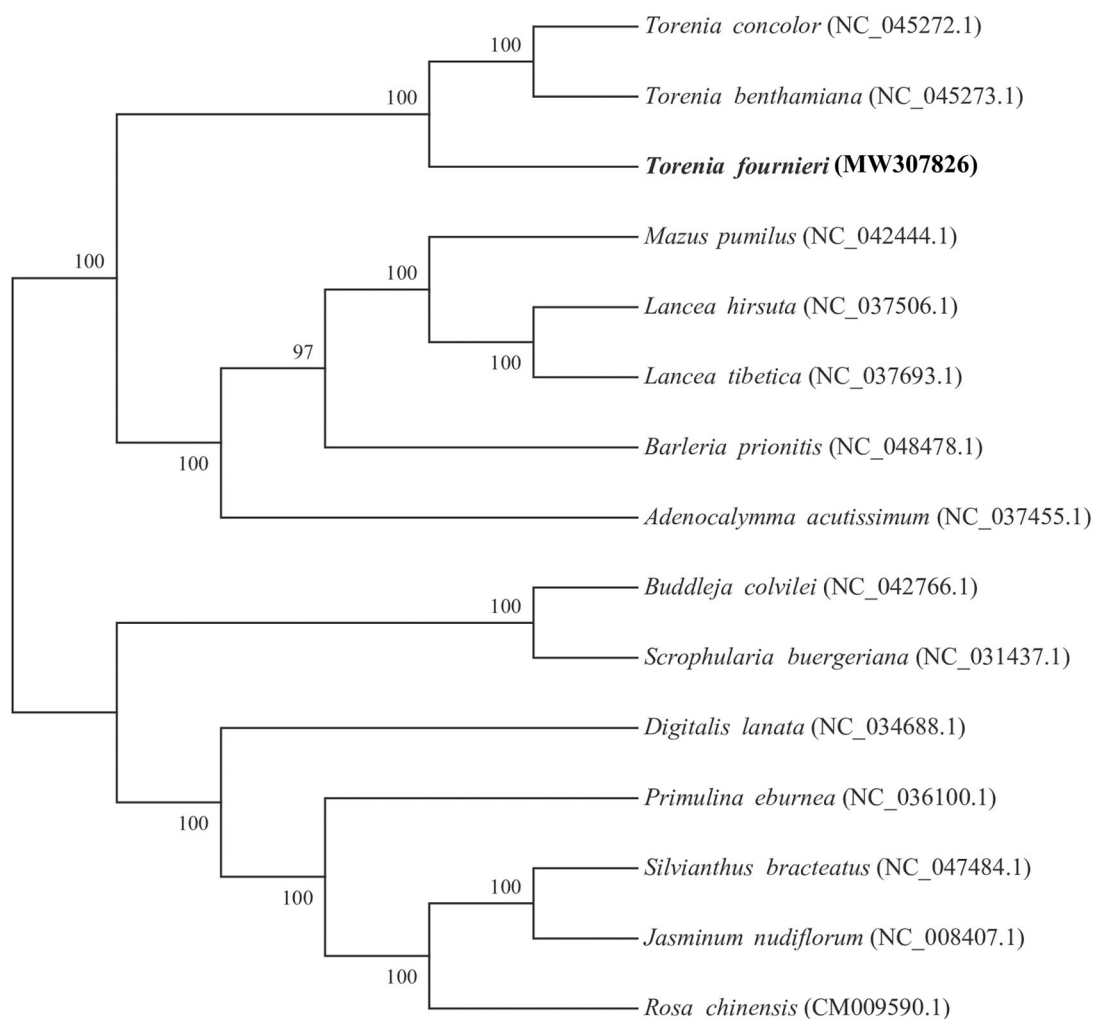 Torenia concolor (NC_045272.1)
100
Torenia benthamiana (NC_045273.1)
100
Torenia fournieri (MW307826)
Mazus pumilus (NC_042444.1)
100
100
Lancea hirsuta (NC_037506.1)
97
100
Lancea tibetica (NC_037693.1)
Barleria prionitis (NC_048478.1)
100
Adenocalymma acutissimum (NC_037455.1)
Buddleja colvilei (NC_042766.1)
100
Scrophularia buergeriana (NC_031437.1)
Digitalis lanata (NC_034688.1)
Primulina eburnea (NC_036100.1)
100
Silvianthus bracteatus (NC_047484.1)
100
100
Jasminum nudiflorum (NC_008407.1)
100
Rosa chinensis (CM009590.1)